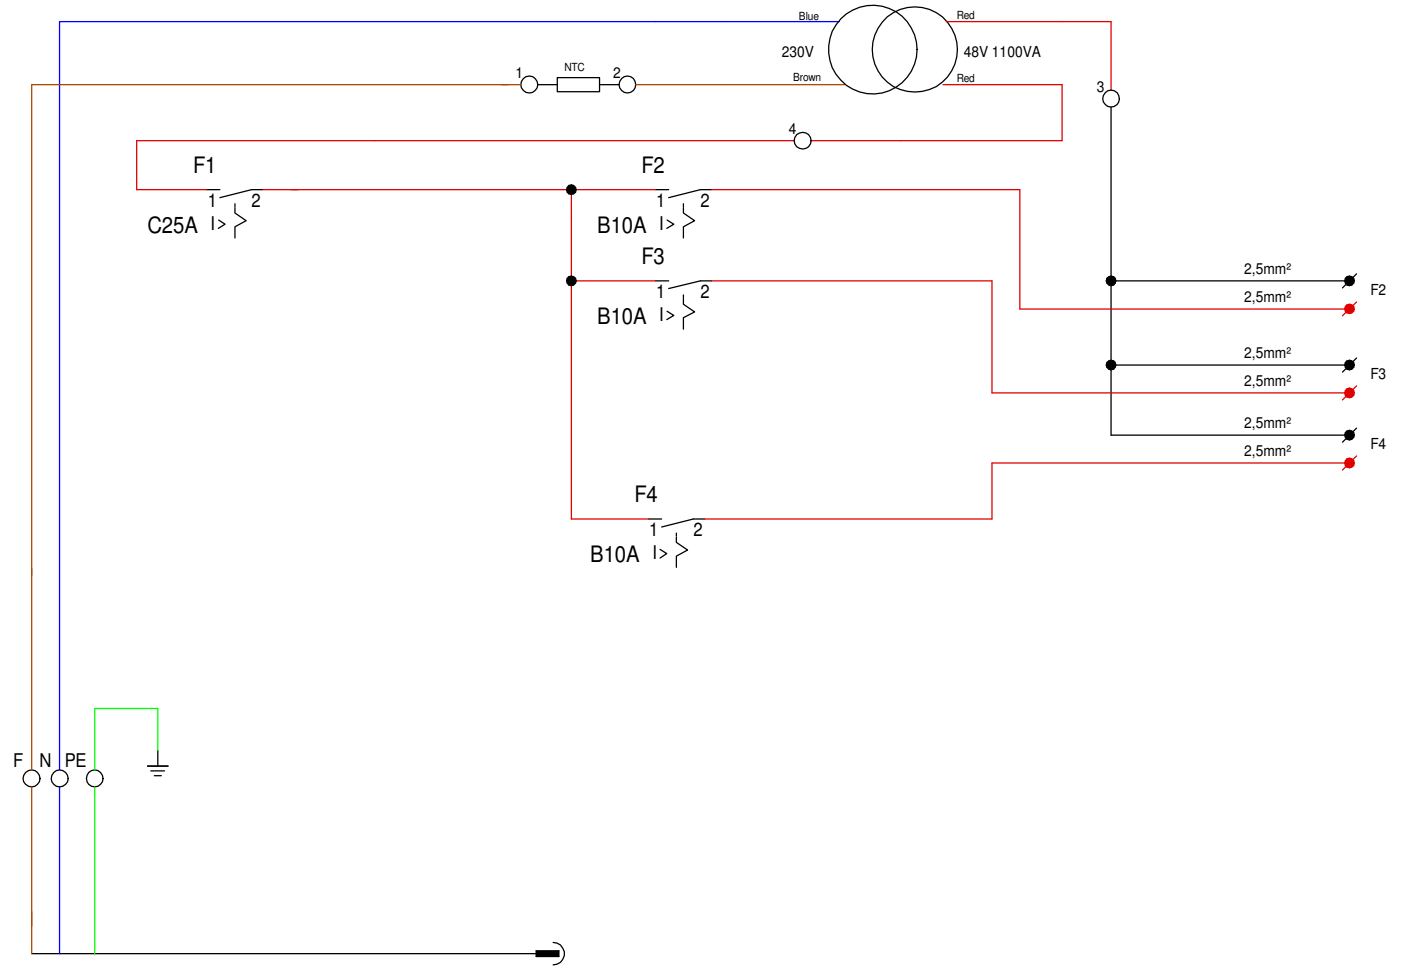 Blue
Red
230V
48V 1100VA
NTC
1
2
Brown
Red
3
4
F1
1 2
C25A I>
F2
1 2
B10A I>
F3
1 2
B10A I>
2,5mm²
F2
2,5mm²
2,5mm²
F3
2,5mm²
2,5mm²
F4
2,5mm²
F4
1 2
B10A I>
F N PE